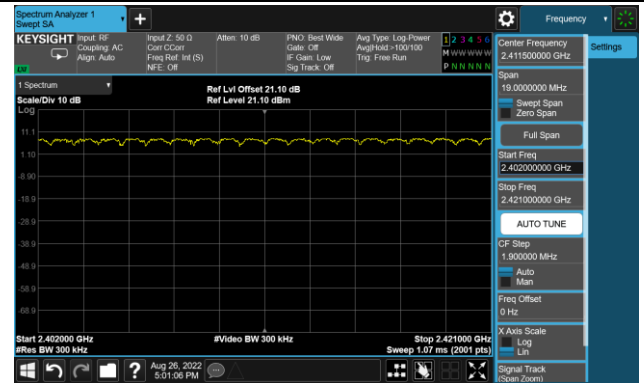 Spectrum Analyzer 1
Swept SA
+
Frequency
KEYSIGHT
Input: RF
Coupling: AC
Align: Auto
Input Z: 50 Ω
Corr CCorr
Freq Ref: Int (S)
NFE: Off
Atten: 10 dB
PNO: Best Wide
Gate: Off
IF Gain: Low
Sig Track: Off
Avg Type: Log-Power
Avg|Hold:>100/100
Trig: Free Run
1 2 3 4 5 6
M W W W W W
P N N N N N
LXI
Center Frequency
2.411500000 GHz
Settings
Span
19.0000000 MHz
Swept Span
Zero Span
Full Span
Start Freq
2.402000000 GHz
Stop Freq
2.421000000 GHz
AUTO TUNE
CF Step
1.900000 MHz
Auto
Man
Freq Offset
0 Hz
X Axis Scale
Log
Lin
Signal Track
(Span Zoom)
1 Spectrum
Scale/Div 10 dB
Log
Ref Lvl Offset 21.10 dB
Ref Level 21.10 dBm
11.1
1.10
-8.90
-18.9
-28.9
-38.9
-48.9
-58.9
-68.9
Start 2.402000 GHz
#Res BW 300 kHz
#Video BW 300 kHz
Stop 2.421000 GHz
Sweep 1.07 ms (2001 pts)
?
Aug 26, 2022
5:01:06 PM